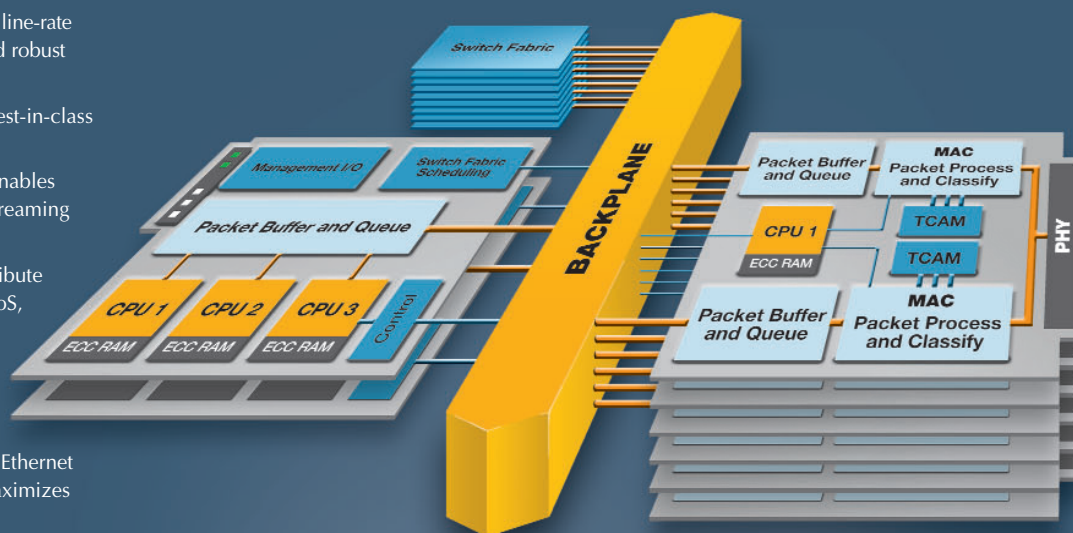 line-rate
d robust
est-in-class
nables
reaming
ribute
oS,
Ethernet
aximizes
Switch Fabric
Management I/O
Switch Fabric
Scheduling
Packet Buffer and Queue
CPU 1
ECC RAM
CPU 2
ECC RAM
CPU 3
ECC RAM
Control
BACKPLANE
Packet Buffer
and Queue
MAC
Packet Process
and Classify
TCAM
CPU 1
ECC RAM
TCAM
Packet Buffer
and Queue
MAC
Packet Process
and Classify
PHY